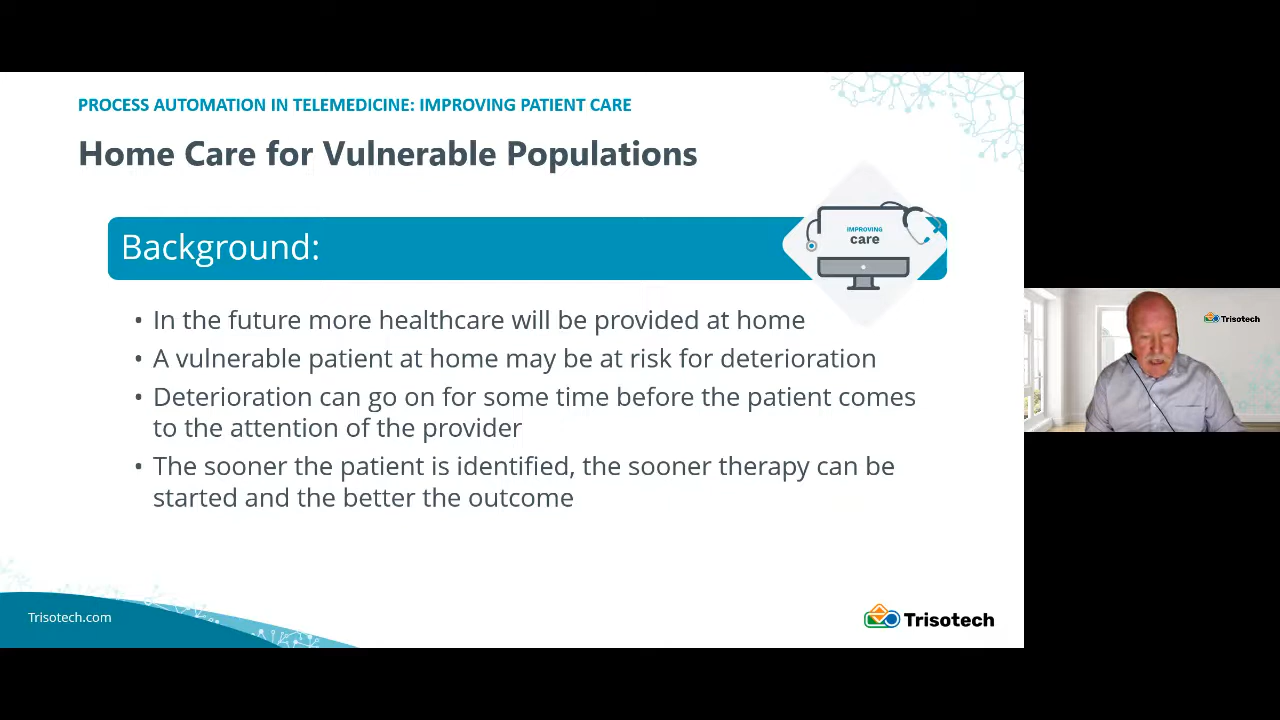 PROCESS AUTOMATION IN TELEMEDICINE: IMPROVING PATIENT CARE
Home Care for Vulnerable Populations
Background:
IMPROVING
care
• In the future more healthcare will be provided at home
• A vulnerable patient at home may be at risk for deterioration
• Deterioration can go on for some time before the patient comes
to the attention of the provider
• The sooner the patient is identified, the sooner therapy can be
started and the better the outcome
Trisotech.com
Trisotech
Trisotech